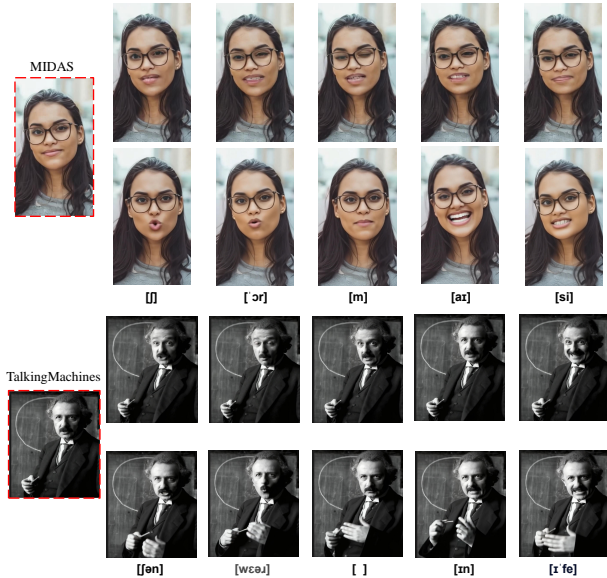 MIDAS
[ʃ] [ˈɔr] [m] [aɪ] [si]
TalkingMachines
[ʃən] [wɛəɹ] [ ] [ɪn] [ɪˈfe]